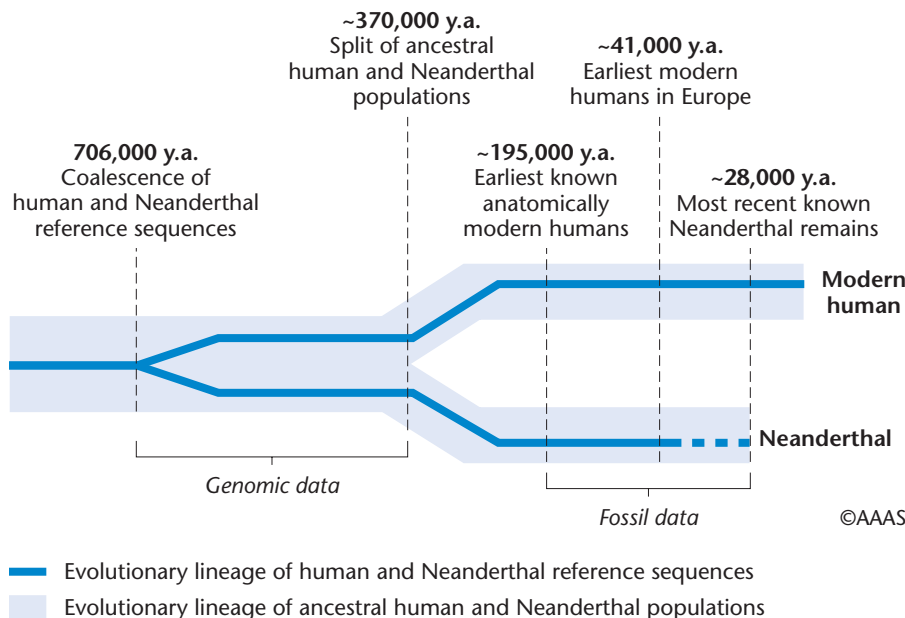 ~370,000 y.a.
Split of ancestral
human and Neanderthal
populations
~41,000 y.a.
Earliest modern
humans in Europe
706,000 y.a.
Coalescence of
human and Neanderthal
reference sequences
~195,000 y.a.
Earliest known
anatomically
modern humans
~28,000 y.a.
Most recent known
Neanderthal remains
Modern
human
Neanderthal
Genomic data
Fossil data
©AAAS
Evolutionary lineage of human and Neanderthal reference sequences
Evolutionary lineage of ancestral human and Neanderthal populations